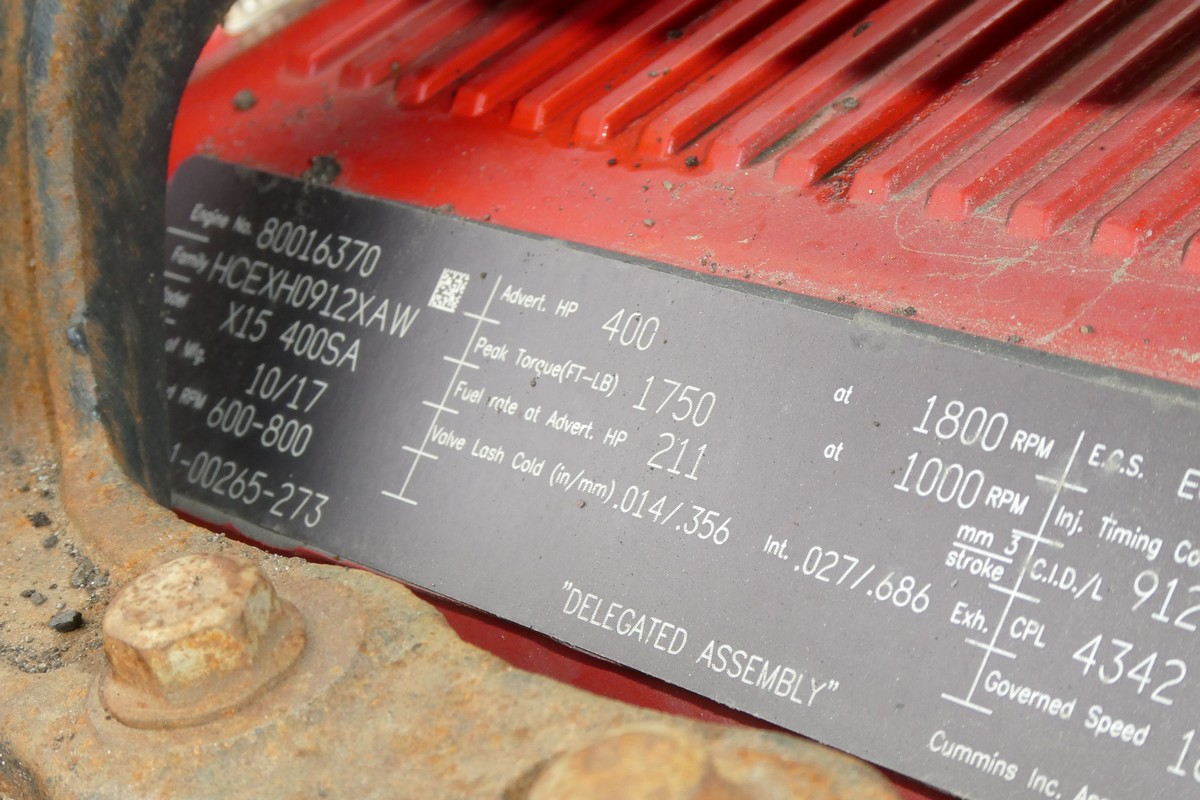 Engine No. 80016370
Family HCEXH0912XAW
X15 400SA
of Mfg. 10/17
RPM 600-800
1-00265-273
Advert. HP 400 at 1800 RPM
Peak Torque(FT-LB) 1750 at 1000 RPM
Fuel rate at Advert. HP 211 mm 3 stroke
Valve Lash Cold (in/mm) .014/.356 Int. .027/.686 Exh.
"DELEGATED ASSEMBLY"
E.C.S.
Inj. Timing
C.I.D./L 912
CPL 4342
Governed Speed
Cummins Inc.